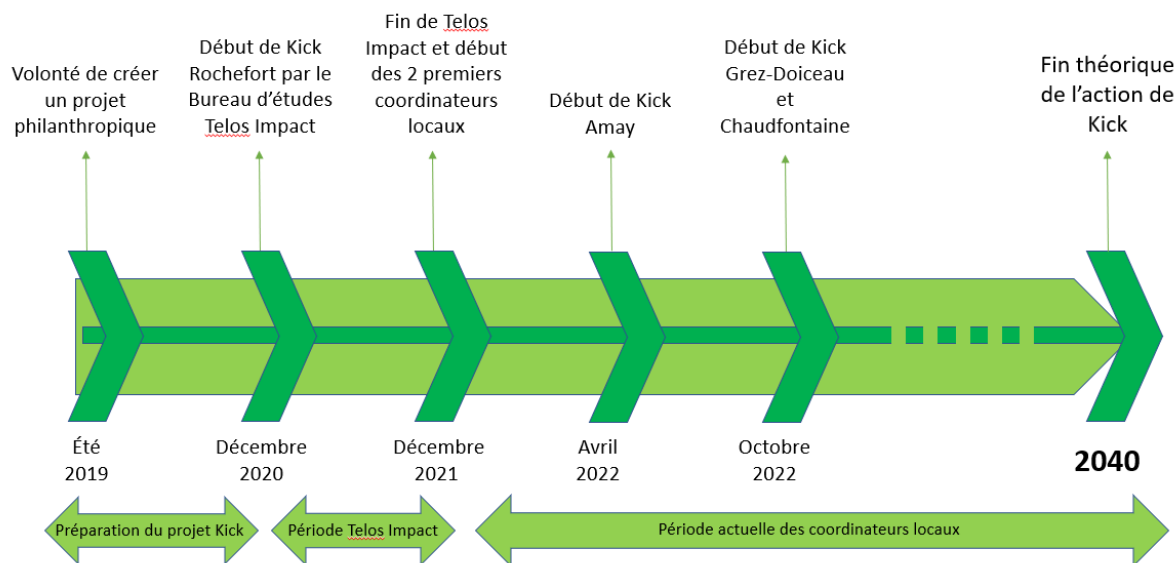 Volonté de créer
un projet
philanthropique
Début de Kick
Rochefort par le
Bureau d’études
Telos Impact
Fin de Telos
Impact et début
des 2 premiers
coordinateurs
locaux
Début de Kick
Amay
Début de Kick
Grez-Doiceau
et
Chaudfontaine
Fin théorique
de l’action de
Kick
Été
2019
Décembre
2020
Décembre
2021
Avril
2022
Octobre
2022
2040
Préparation du projet Kick
Période Telos Impact
Période actuelle des coordinateurs locaux